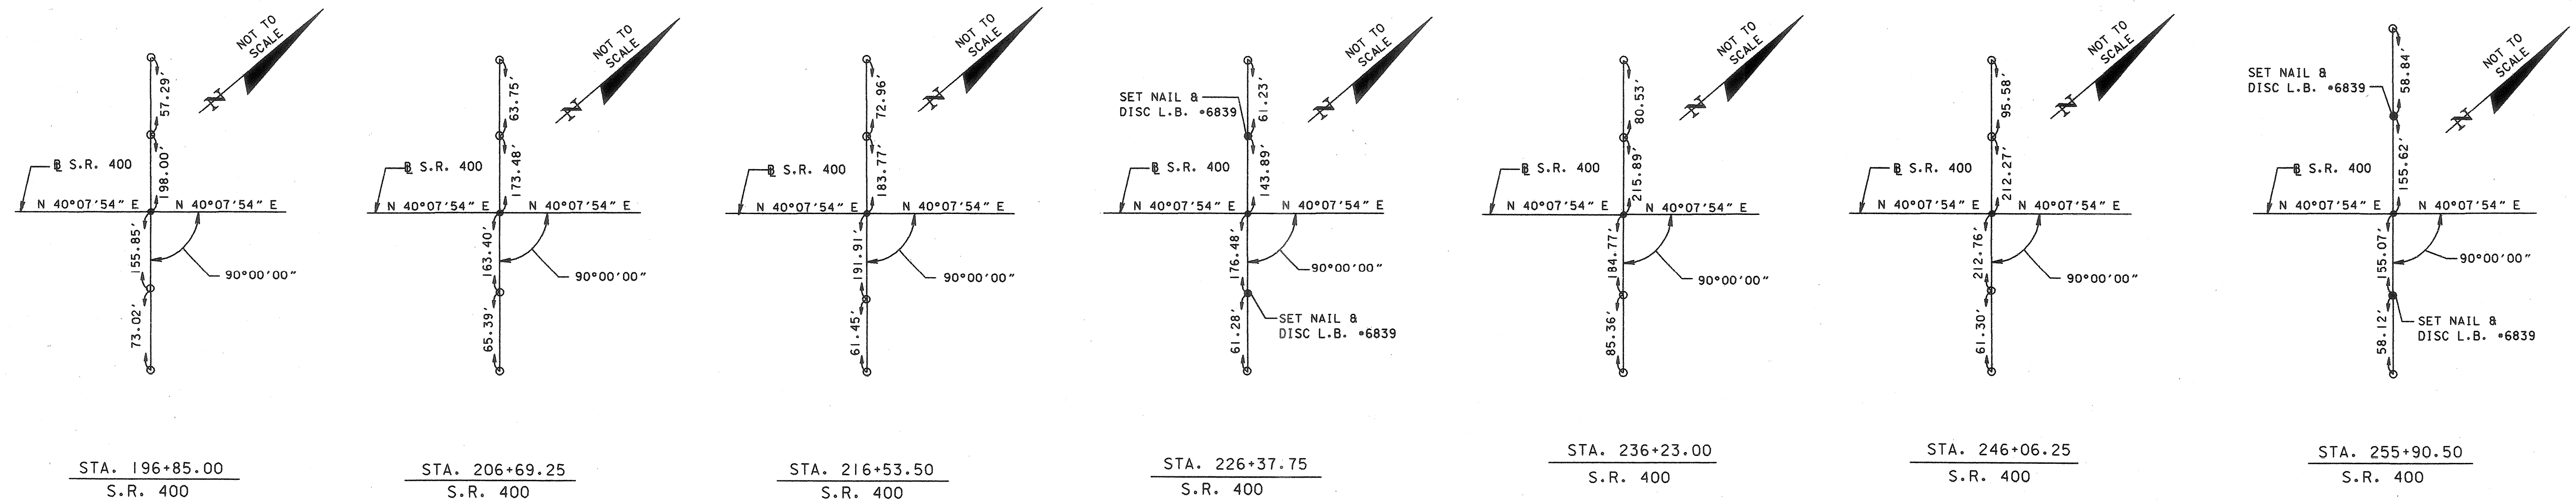 NOT TO
SCALE
N
57.29'
198.00'
℄ S.R. 400
N 40°07'54" E N 40°07'54" E
155.85'
90°00'00"
73.02'
STA. 196+85.00
S.R. 400
NOT TO
SCALE
N
63.75'
173.48'
℄ S.R. 400
N 40°07'54" E N 40°07'54" E
163.40'
90°00'00"
65.39'
STA. 206+69.25
S.R. 400
NOT TO
SCALE
N
72.96'
183.77'
℄ S.R. 400
N 40°07'54" E N 40°07'54" E
191.91'
90°00'00"
61.45'
STA. 216+53.50
S.R. 400
NOT TO
SCALE
N
SET NAIL &
DISC L.B. #6839
61.23'
143.89'
℄ S.R. 400
N 40°07'54" E N 40°07'54" E
176.48'
90°00'00"
61.28'
SET NAIL &
DISC L.B. #6839
STA. 226+37.75
S.R. 400
NOT TO
SCALE
N
80.53'
215.89'
℄ S.R. 400
N 40°07'54" E N 40°07'54" E
184.77'
90°00'00"
85.36'
STA. 236+23.00
S.R. 400
NOT TO
SCALE
N
95.58'
212.27'
℄ S.R. 400
N 40°07'54" E N 40°07'54" E
212.76'
90°00'00"
61.30'
STA. 246+06.25
S.R. 400
NOT TO
SCALE
N
SET NAIL &
DISC L.B. #6839
58.84'
155.62'
℄ S.R. 400
N 40°07'54" E N 40°07'54" E
155.07'
90°00'00"
58.12'
SET NAIL &
DISC L.B. #6839
STA. 255+90.50
S.R. 400